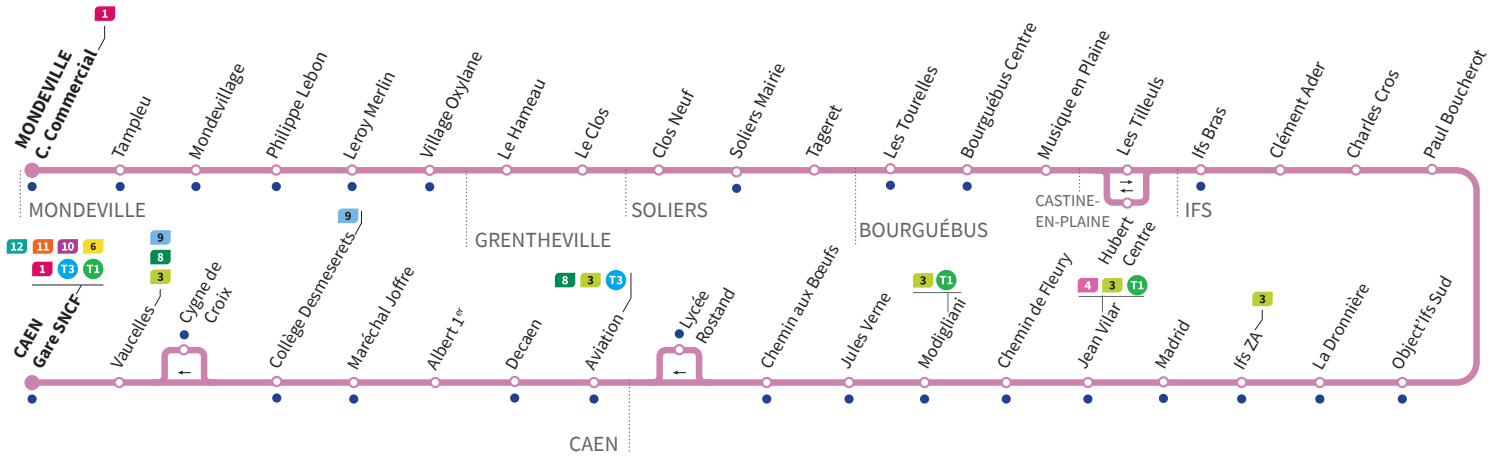 1
MONDEVILLE
C. Commercial
Tampleu
Mondevillage
Philippe Lebon
Leroy Merlin
Village Oxylane
Le Hameau
Le Clos
Clos Neuf
Soliers Mairie
Tageret
Les Tourelles
Bourguébus Centre
Musique en Plaine
Les Tilleuls
Ifs Bras
Clément Ader
Charles Cros
Paul Boucherot
MONDEVILLE
GRENTHEVILLE
SOLIERS
BOURGUÉBUS
CASTINE-
EN-PLAINE
IFS
Hubert
Centre
12 11 10 6
1 T3 T1
CAEN
Gare SNCF
9
8
3
Vaucelles
Cygne de
Croix
9
Collège Desmeserets
Maréchal Joffre
Albert 1er
Decaen
8 3 T3
Aviation
Lycée
Rostand
Chemin aux Bœufs
Jules Verne
3 T1
Modigliani
Chemin de Fleury
4 3 T1
Jean Vilar
Madrid
3
Ifs ZA
La Dronnière
Object'Ifs Sud
CAEN